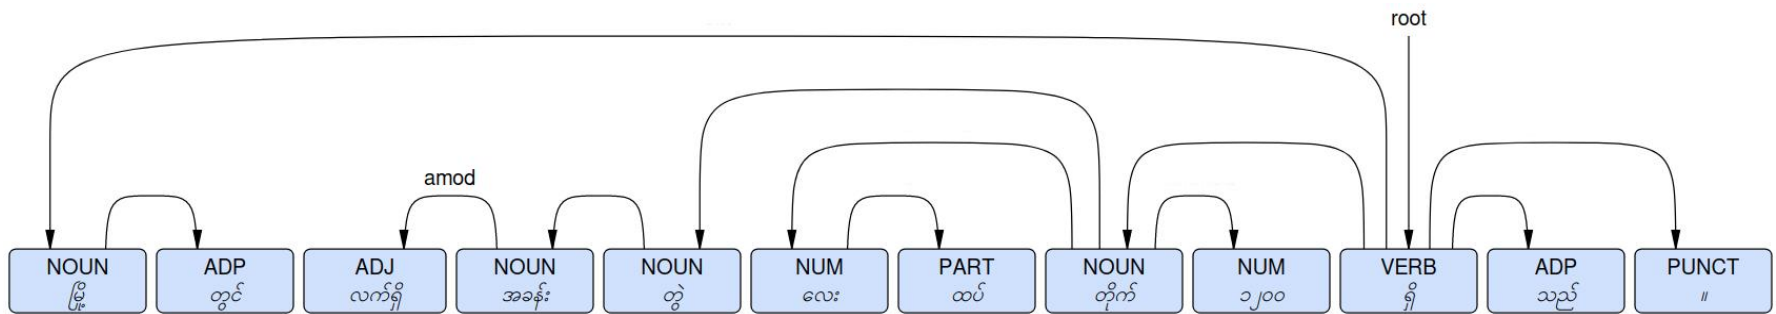 root
amod
NOUN ADP ADJ NOUN NOUN NUM PART NOUN NUM VERB ADP PUNCT
မြို့ တွင် လက်ရှိ အခန်း တွဲ လေး ထပ် တိုက် ၁၂၀၀ ရှိ သည် ။